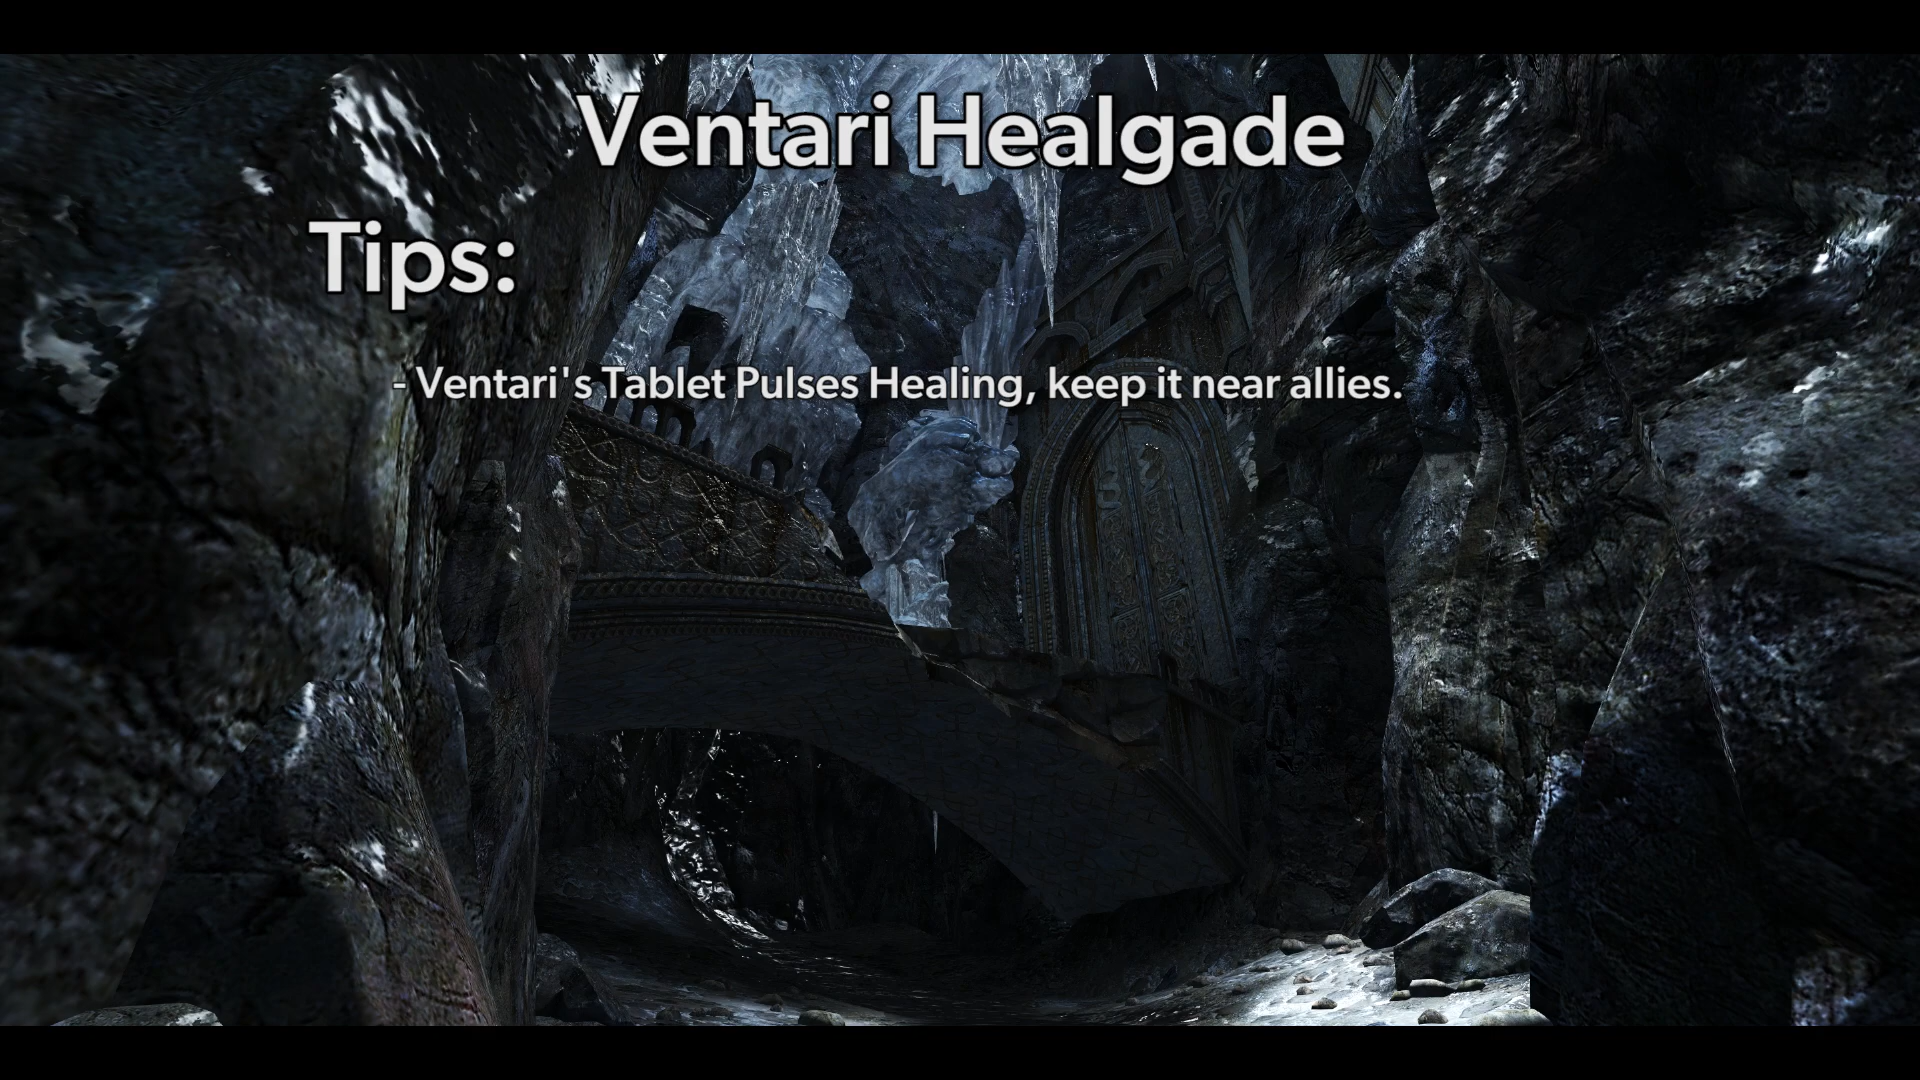 Ventari Healgade
Tips:
- Ventari's Tablet Pulses Healing, keep it near allies.